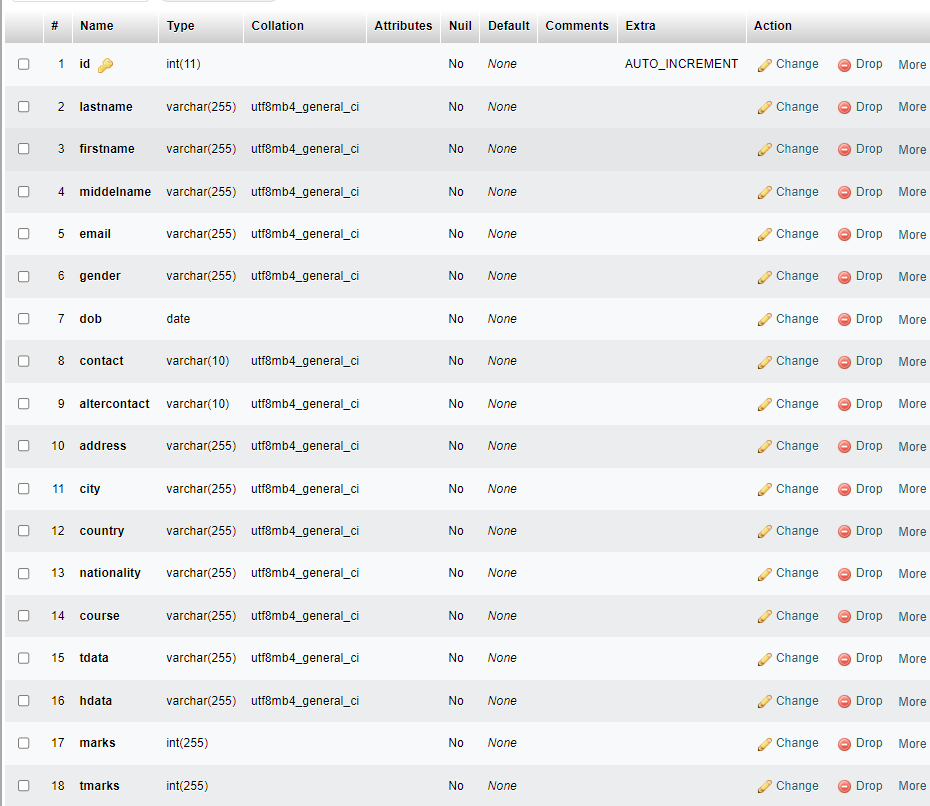 # Name Type Collation Attributes Null Default Comments Extra Action
1 id int(11) No None AUTO_INCREMENT Change Drop More
2 lastname varchar(255) utf8mb4_general_ci No None Change Drop More
3 firstname varchar(255) utf8mb4_general_ci No None Change Drop More
4 middelname varchar(255) utf8mb4_general_ci No None Change Drop More
5 email varchar(255) utf8mb4_general_ci No None Change Drop More
6 gender varchar(255) utf8mb4_general_ci No None Change Drop More
7 dob date No None Change Drop More
8 contact varchar(10) utf8mb4_general_ci No None Change Drop More
9 altercontact varchar(10) utf8mb4_general_ci No None Change Drop More
10 address varchar(255) utf8mb4_general_ci No None Change Drop More
11 city varchar(255) utf8mb4_general_ci No None Change Drop More
12 country varchar(255) utf8mb4_general_ci No None Change Drop More
13 nationality varchar(255) utf8mb4_general_ci No None Change Drop More
14 course varchar(255) utf8mb4_general_ci No None Change Drop More
15 tdata varchar(255) utf8mb4_general_ci No None Change Drop More
16 hdata varchar(255) utf8mb4_general_ci No None Change Drop More
17 marks int(255) No None Change Drop More
18 tmarks int(255) No None Change Drop More